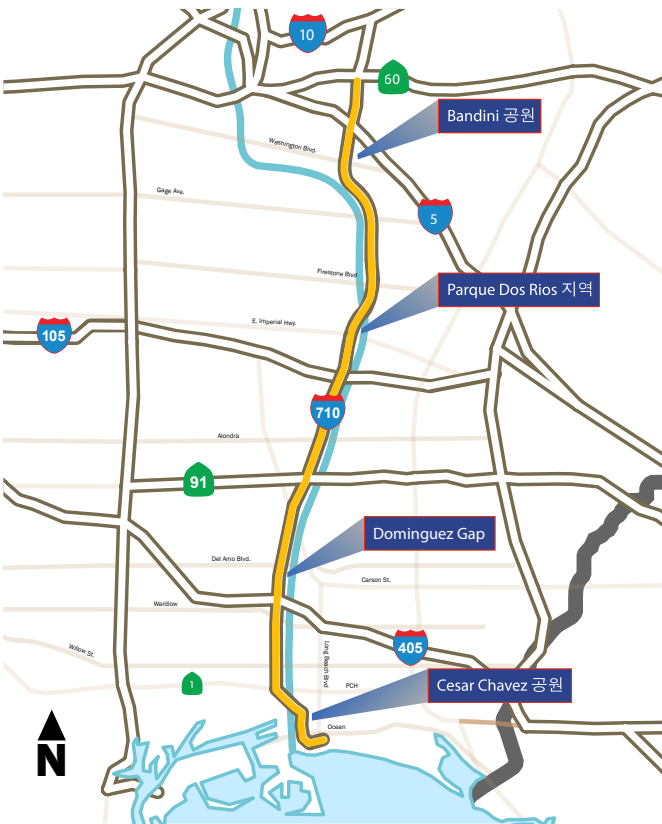 10
60
Bandini 공원
Washington Blvd.
Gage Ave.
5
Firestone Blvd
Parque Dos Rios 지역
E. Imperial Hwy.
105
710
Alondra
91
Dominguez Gap
Del Amo Blvd.
Carson St.
Wardlow
Willow St.
405
Long Beach Blvd
1
PCH
Cesar Chavez 공원
Ocean
N